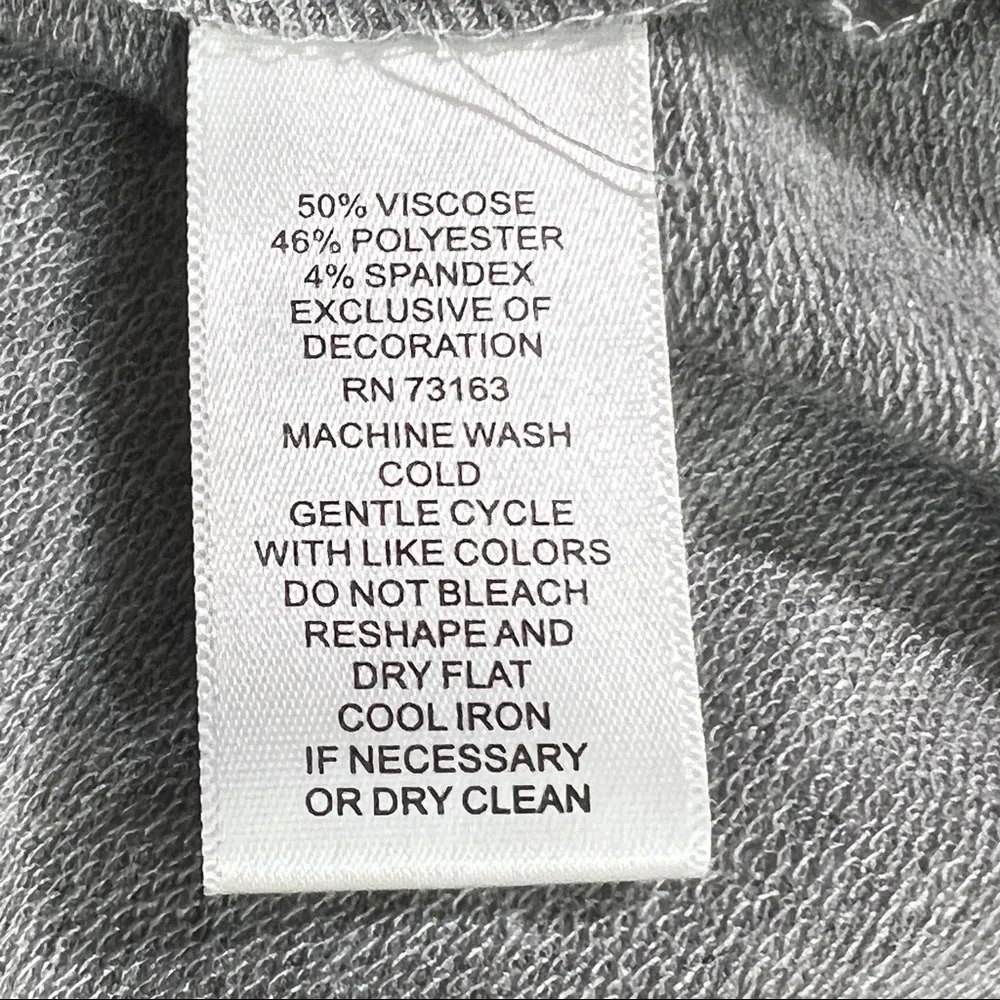 50% VISCOSE
46% POLYESTER
4% SPANDEX
EXCLUSIVE OF
DECORATION
RN 73163
MACHINE WASH
COLD
GENTLE CYCLE
WITH LIKE COLORS
DO NOT BLEACH
RESHAPE AND
DRY FLAT
COOL IRON
IF NECESSARY
OR DRY CLEAN